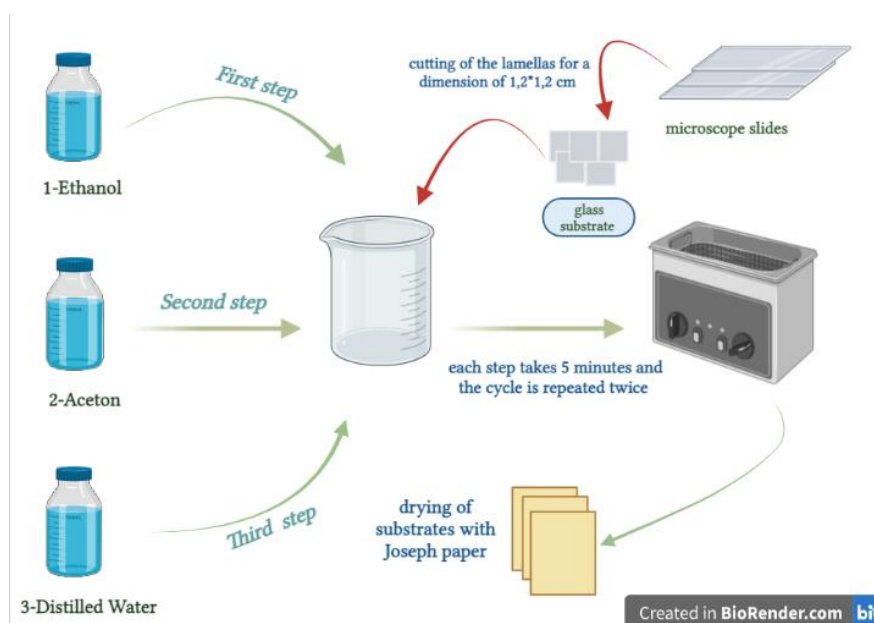 First step
1-Ethanol
cutting of the lamellas for a
dimension of 1,2*1,2 cm
microscope slides
glass
substrate
Second step
2-Aceton
each step takes 5 minutes and
the cycle is repeated twice
Third step
3-Distilled Water
drying of
substrates with
Joseph paper
Created in BioRender.com bi